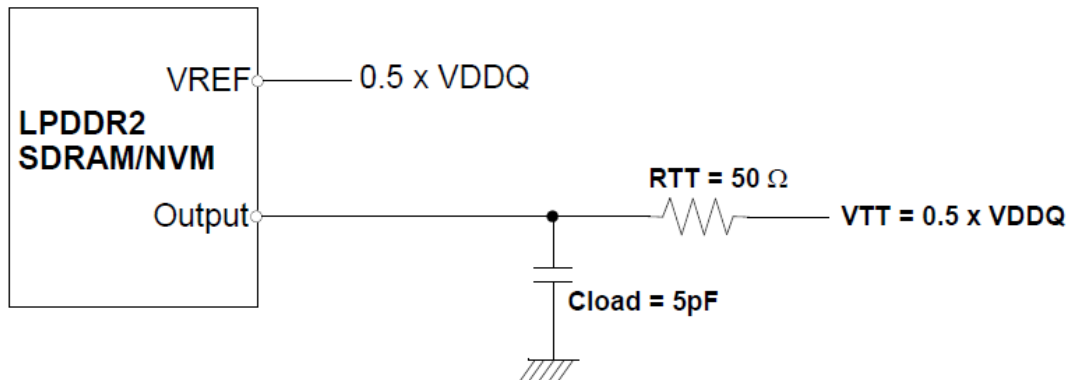 VREF
0.5 x VDDQ
LPDDR2
SDRAM/NVM
RTT = 50 Ω
Output
VTT = 0.5 x VDDQ
Cload = 5pF